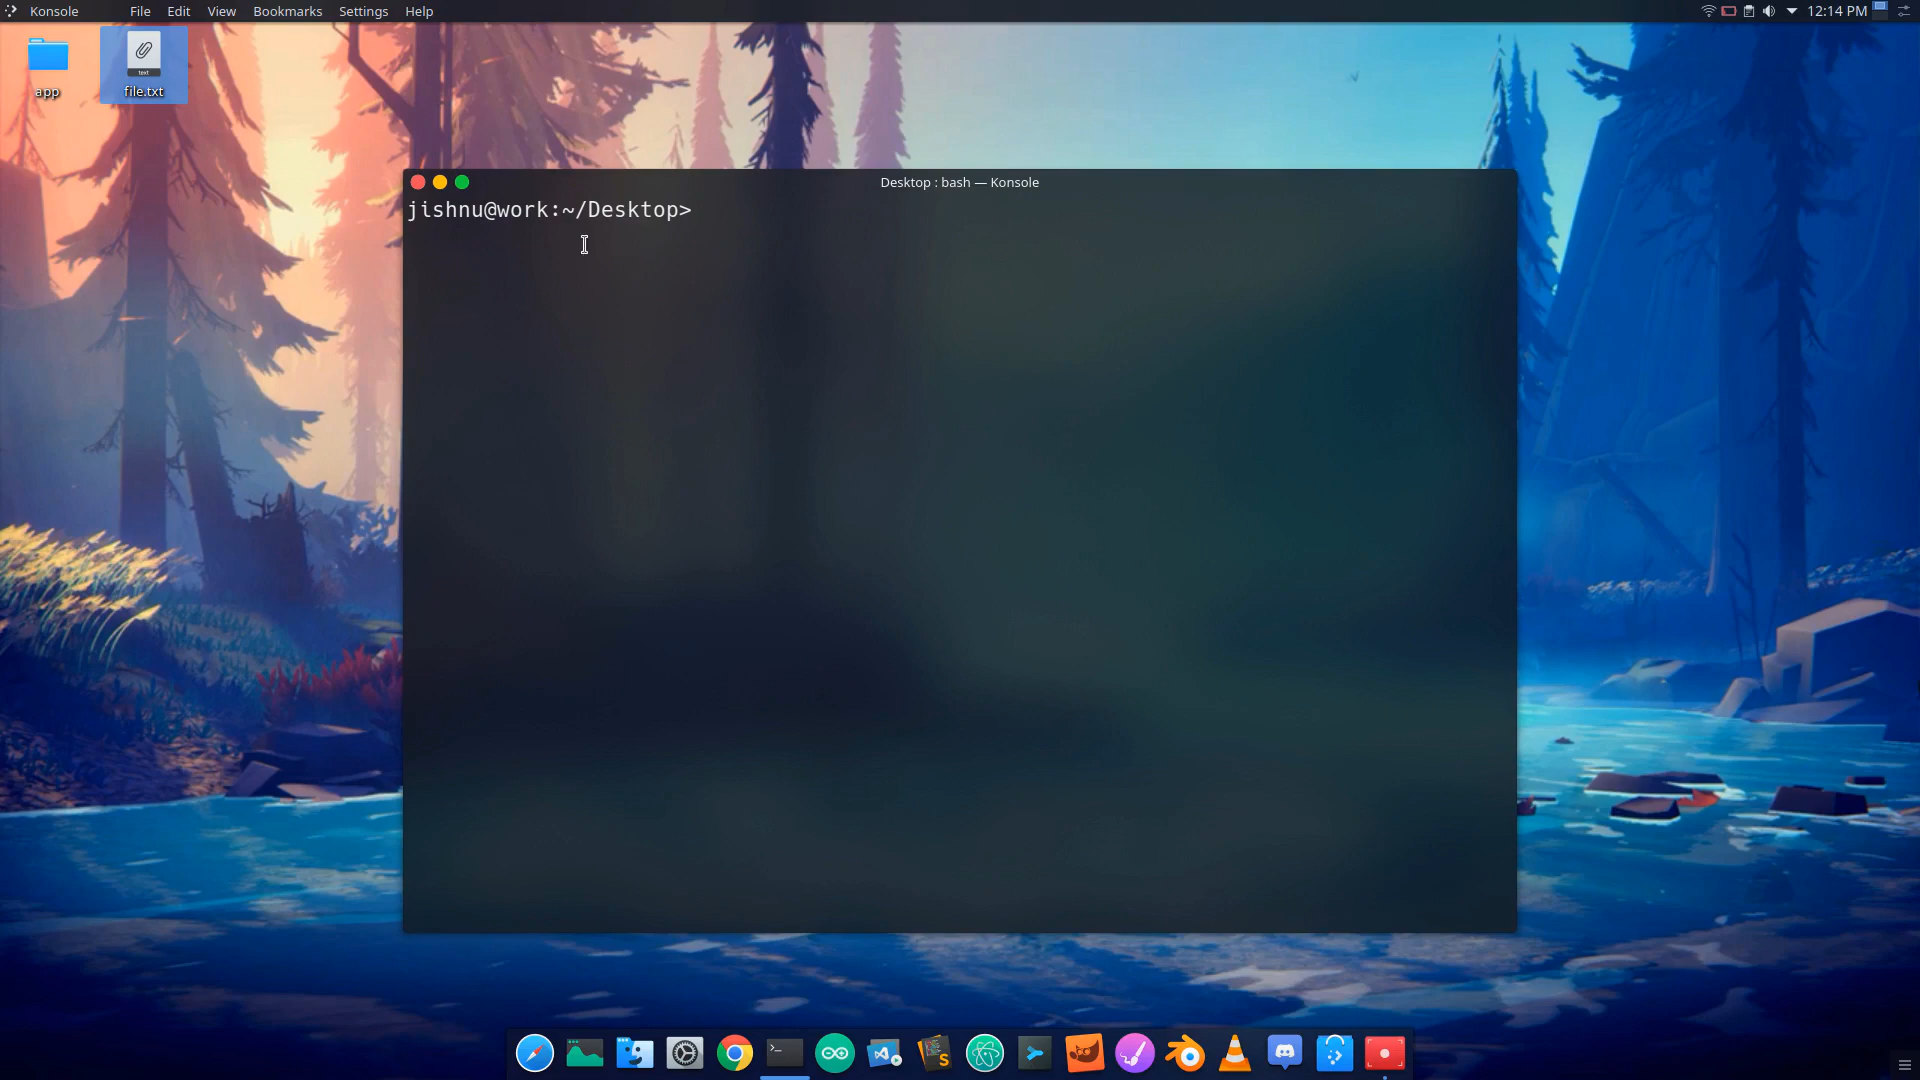 Konsole File Edit View Bookmarks Settings Help 12:14 PM
app
text
file.txt
Desktop : bash — Konsole
jishnu@work:~/Desktop>